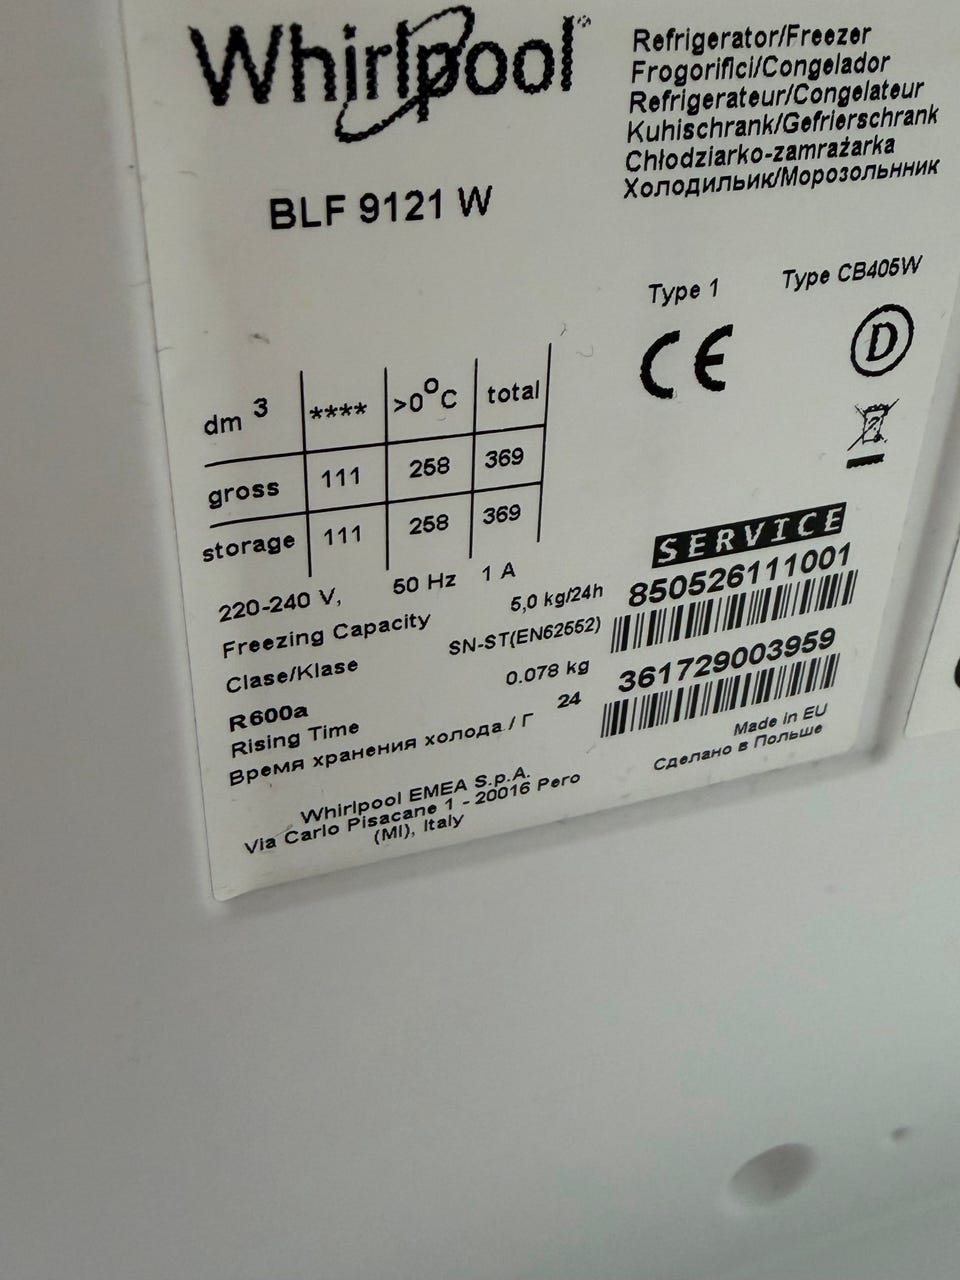 Whirlpool
Refrigerator/Freezer
Frogorifici/Congelador
Refrigerateur/Congelateur
Kuhischrank/Gefrierschrank
Chłodziarko-zamrażarka
Холодильик/Морозольнник
BLF 9121 W
Type 1 Type CB405W
CE D
dm 3 **** >0°C total
gross 111 258 369
storage 111 258 369
220-240 V, 50 Hz 1 A
Freezing Capacity 5,0 kg/24h
Clase/Klase SN-ST(EN62552)
R600a 0.078 kg
Rising Time
Время хранения холода / Г 24
SERVICE
850526111001
361729003959
Made in EU
Сделано в Польше
Whirlpool EMEA S.p.A.
Via Carlo Pisacane 1 - 20016 Pero
(MI), Italy